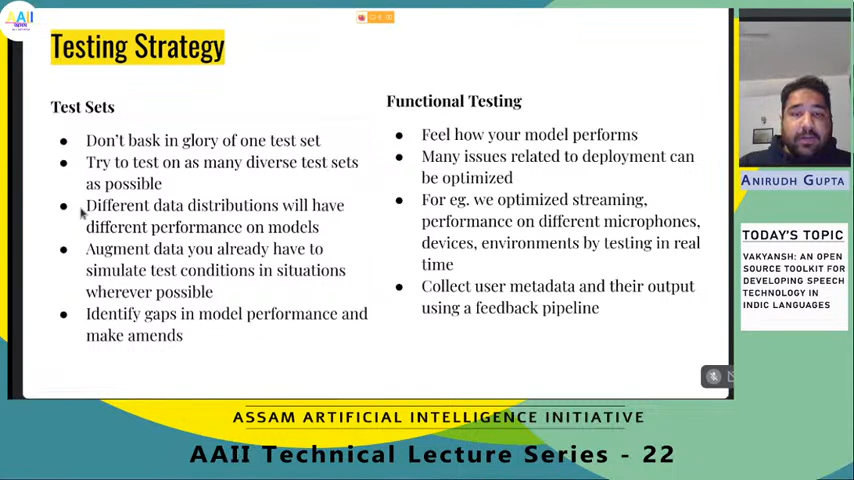 AAII
Testing Strategy
Test Sets
Don't bask in glory of one test set
Try to test on as many diverse test sets
as possible
Different data distributions will have
different performance on models
Augment data you already have to
simulate test conditions in situations
wherever possible
Identify gaps in model performance and
make amends
Functional Testing
Feel how your model performs
Many issues related to deployment can
be optimized
For eg. we optimized streaming,
performance on different microphones,
devices, environments by testing in real
time
Collect user metadata and their output
using a feedback pipeline
ANIRUDH GUPTA
TODAY'S TOPIC
VAKYANSH: AN OPEN
SOURCE TOOLKIT FOR
DEVELOPING SPEECH
TECHNOLOGY IN
INDIC LANGUAGES
ASSAM ARTIFICIAL INTELLIGENCE INITIATIVE
AAII Technical Lecture Series - 22